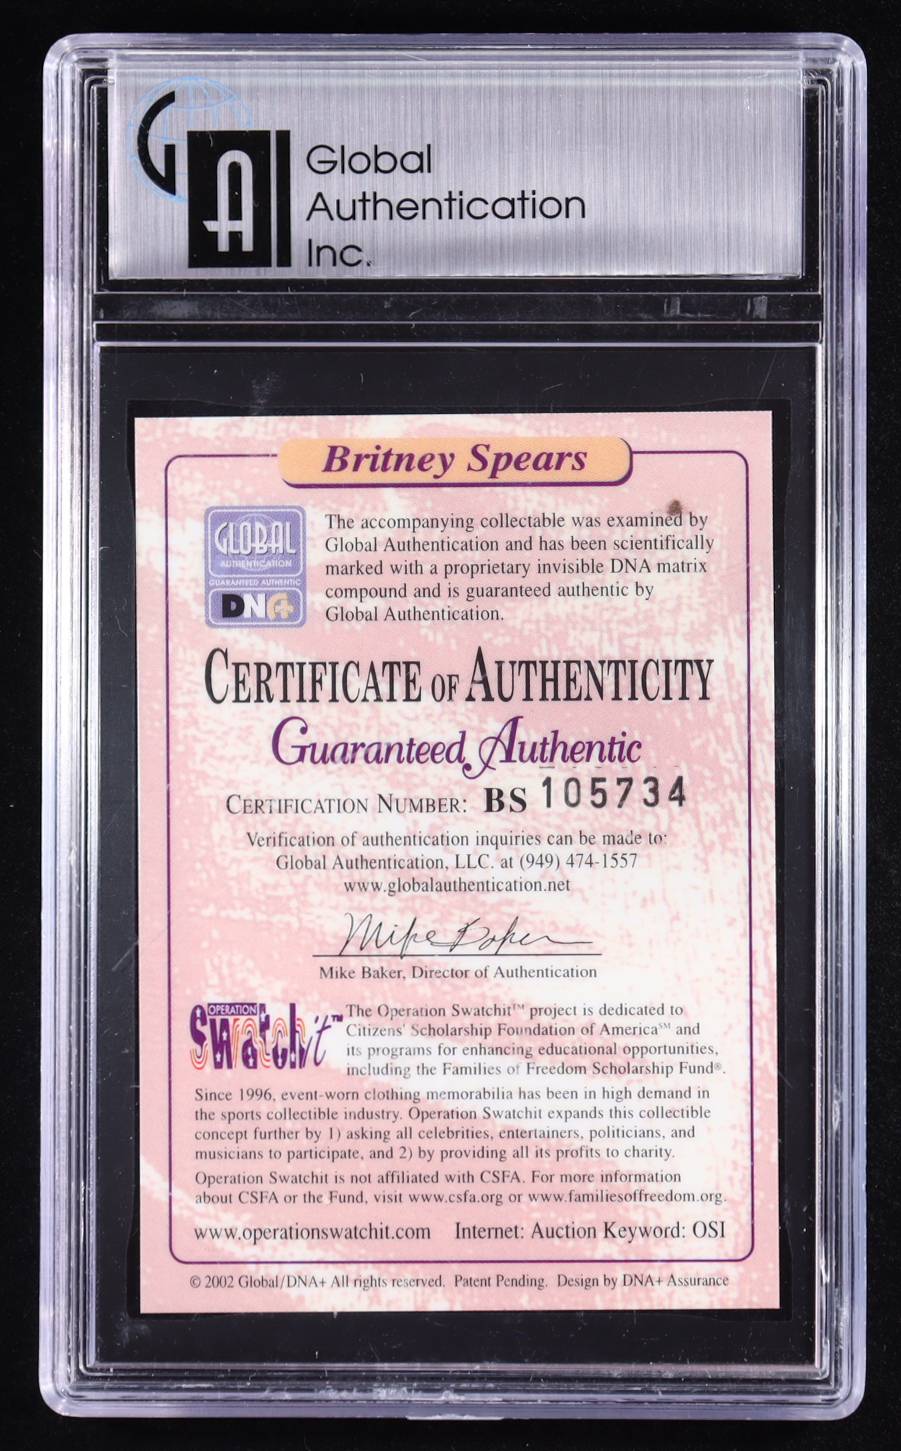 GA
Global
Authentication
Inc.
Britney Spears
GLOBAL
AUTHENTICATION
GUARANTEED AUTHENTIC
DNA+
The accompanying collectable was examined by
Global Authentication and has been scientifically
marked with a proprietary invisible DNA matrix
compound and is guaranteed authentic by
Global Authentication.
CERTIFICATE OF AUTHENTICITY
Guaranteed Authentic
CERTIFICATION NUMBER: BS 105734
Verification of authentication inquiries can be made to:
Global Authentication, LLC. at (949) 474-1557
www.globalauthentication.net
Mike Baker
Mike Baker, Director of Authentication
OPERATION
Swatchit™
The Operation Swatchit™ project is dedicated to
Citizens' Scholarship Foundation of America℠ and
its programs for enhancing educational opportunities,
including the Families of Freedom Scholarship Fund®.
Since 1996, event-worn clothing memorabilia has been in high demand in
the sports collectible industry. Operation Swatchit expands this collectible
concept further by 1) asking all celebrities, entertainers, politicians, and
musicians to participate, and 2) by providing all its profits to charity.
Operation Swatchit is not affiliated with CSFA. For more information
about CSFA or the Fund, visit www.csfa.org or www.familiesoffreedom.org.
www.operationswatchit.com Internet: Auction Keyword: OSI
© 2002 Global/DNA+ All rights reserved. Patent Pending. Design by DNA+ Assurance